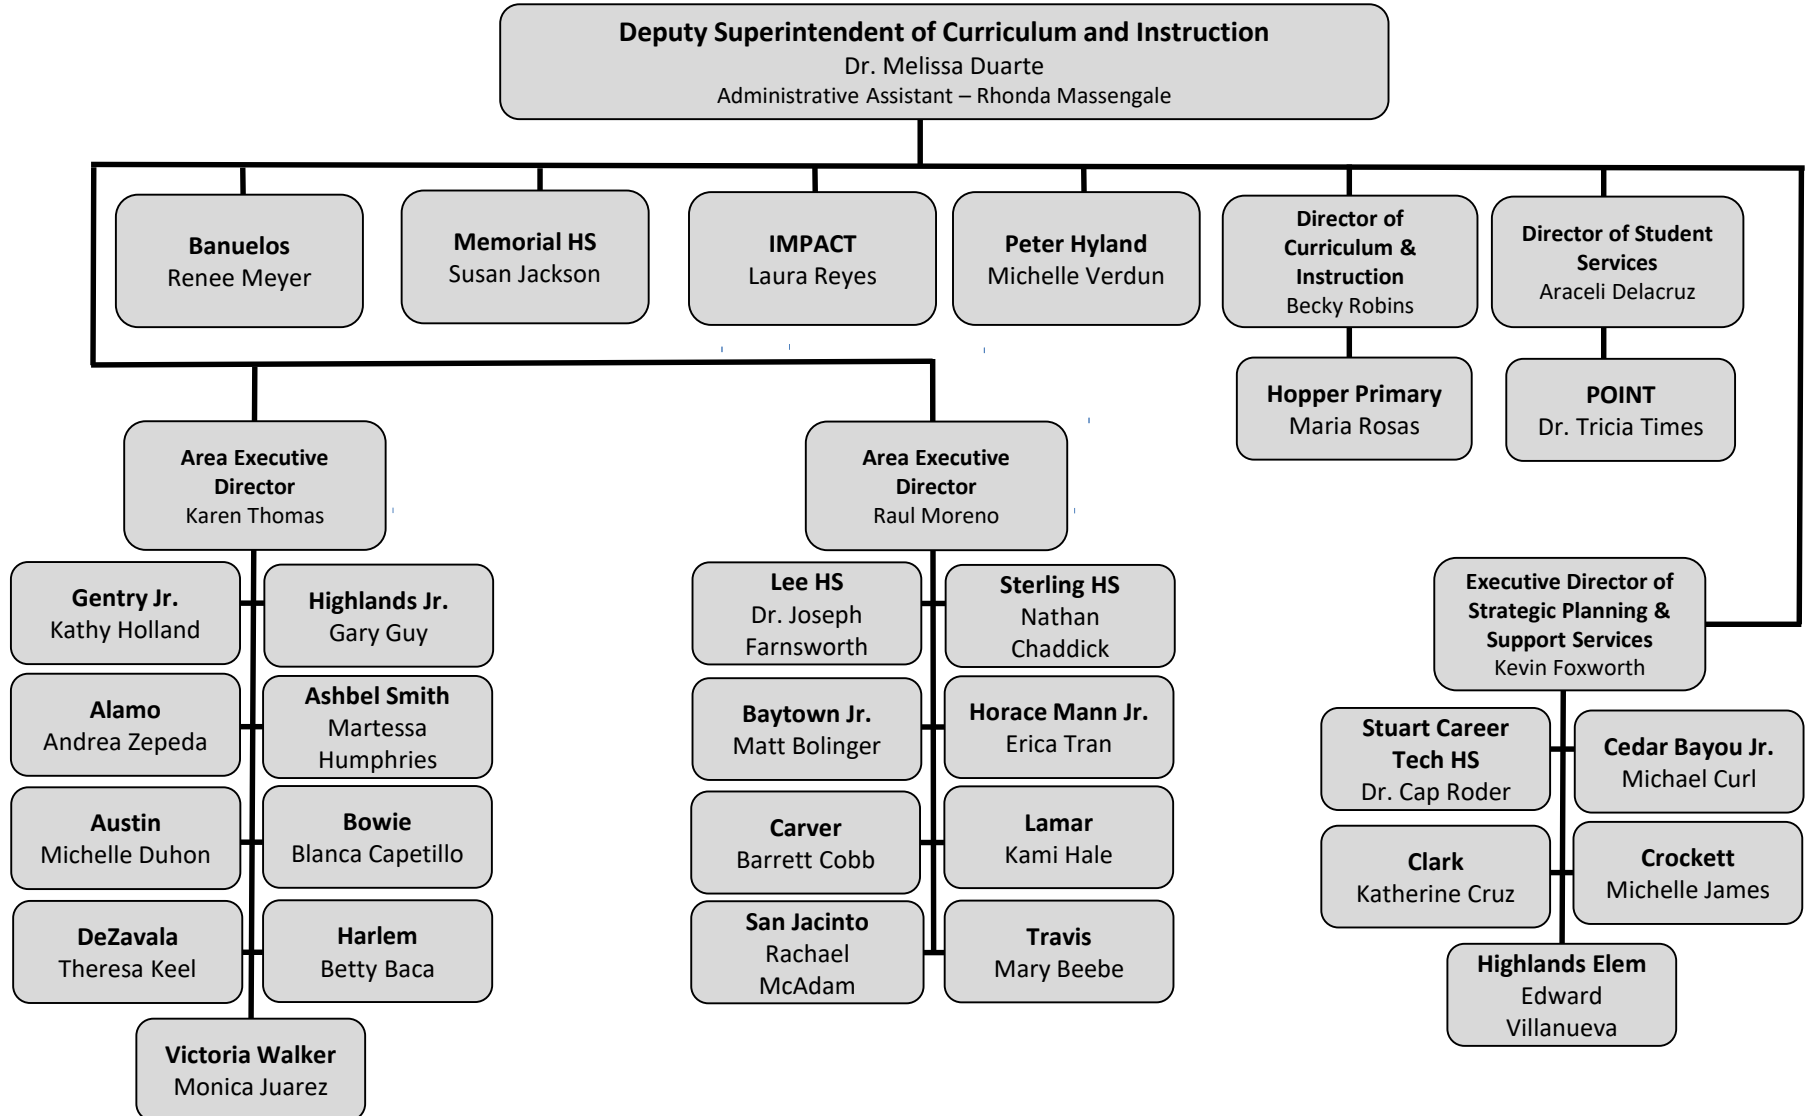 Deputy Superintendent of Curriculum and Instruction
Dr. Melissa Duarte
Administrative Assistant – Rhonda Massengale
Banuelos
Renee Meyer
Memorial HS
Susan Jackson
IMPACT
Laura Reyes
Peter Hyland
Michelle Verdun
Director of
Curriculum &
Instruction
Becky Robins
Director of Student
Services
Araceli Delacruz
Hopper Primary
Maria Rosas
POINT
Dr. Tricia Times
Area Executive
Director
Karen Thomas
Area Executive
Director
Raul Moreno
Executive Director of
Strategic Planning &
Support Services
Kevin Foxworth
Gentry Jr.
Kathy Holland
Highlands Jr.
Gary Guy
Alamo
Andrea Zepeda
Ashbel Smith
Martessa
Humphries
Austin
Michelle Duhon
Bowie
Blanca Capetillo
DeZavala
Theresa Keel
Harlem
Betty Baca
Victoria Walker
Monica Juarez
Lee HS
Dr. Joseph
Farnsworth
Sterling HS
Nathan
Chaddick
Baytown Jr.
Matt Bolinger
Horace Mann Jr.
Erica Tran
Carver
Barrett Cobb
Lamar
Kami Hale
San Jacinto
Rachael
McAdam
Travis
Mary Beebe
Stuart Career
Tech HS
Dr. Cap Roder
Cedar Bayou Jr.
Michael Curl
Clark
Katherine Cruz
Crockett
Michelle James
Highlands Elem
Edward
Villanueva